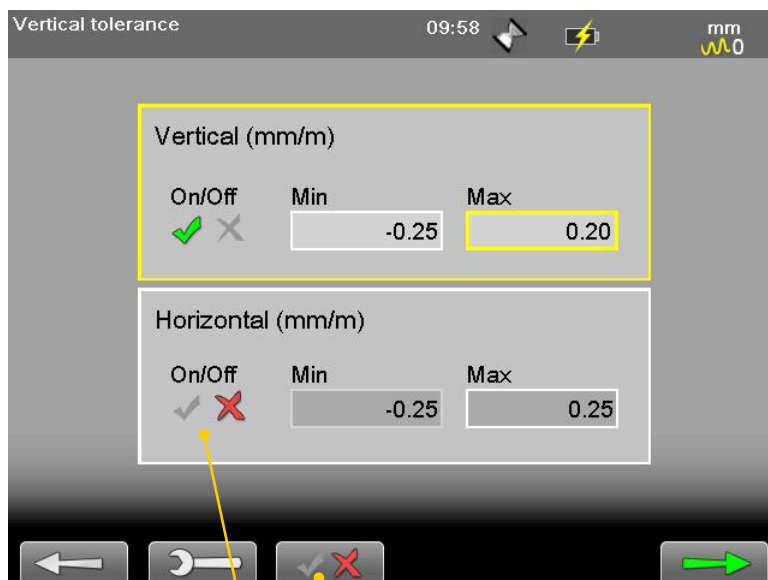 Vertical tolerance 09:58 mm
0
Vertical (mm/m)
On/Off Min Max
-0.25 0.20
Horizontal (mm/m)
On/Off Min Max
-0.25 0.25